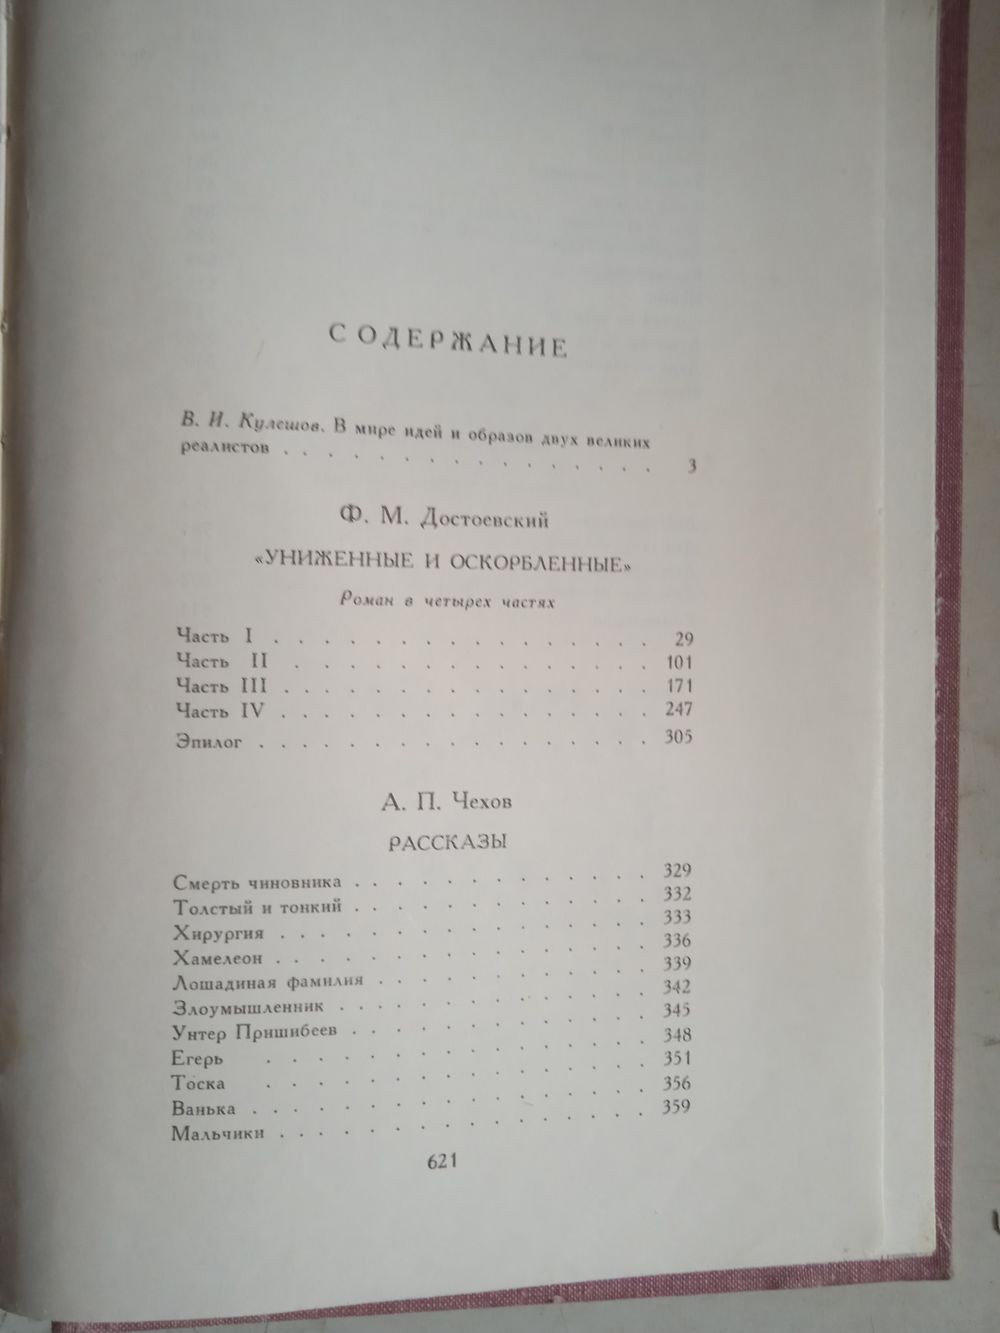 СОДЕРЖАНИЕ
В. И. Кулешов. В мире идей и образов двух великих
реалистов . . . . . . . . . . . . . . . . 3
Ф. М. Достоевский
«УНИЖЕННЫЕ И ОСКОРБЛЕННЫЕ»
Роман в четырех частях
Часть I . . . . . . . . . . . . . . . . 29
Часть II . . . . . . . . . . . . . . . 101
Часть III . . . . . . . . . . . . . . . . 171
Часть IV . . . . . . . . . . . . . . . . 247
Эпилог . . . . . . . . . . . . . . . . . 305
А. П. Чехов
РАССКАЗЫ
Смерть чиновника . . . . . . . . . . . . . 329
Толстый и тонкий . . . . . . . . . . . . . 332
Хирургия . . . . . . . . . . . . . . . . 333
Хамелеон . . . . . . . . . . . . . . . . 336
Лошадиная фамилия . . . . . . . . . . . . 339
Злоумышленник . . . . . . . . . . . . . . 342
Унтер Пришибеев . . . . . . . . . . . . . 345
Егерь . . . . . . . . . . . . . . . . 348
Тоска . . . . . . . . . . . . . . . . 351
Ванька . . . . . . . . . . . . . . . . . 356
Мальчики . . . . . . . . . . . . . . . . 359
621